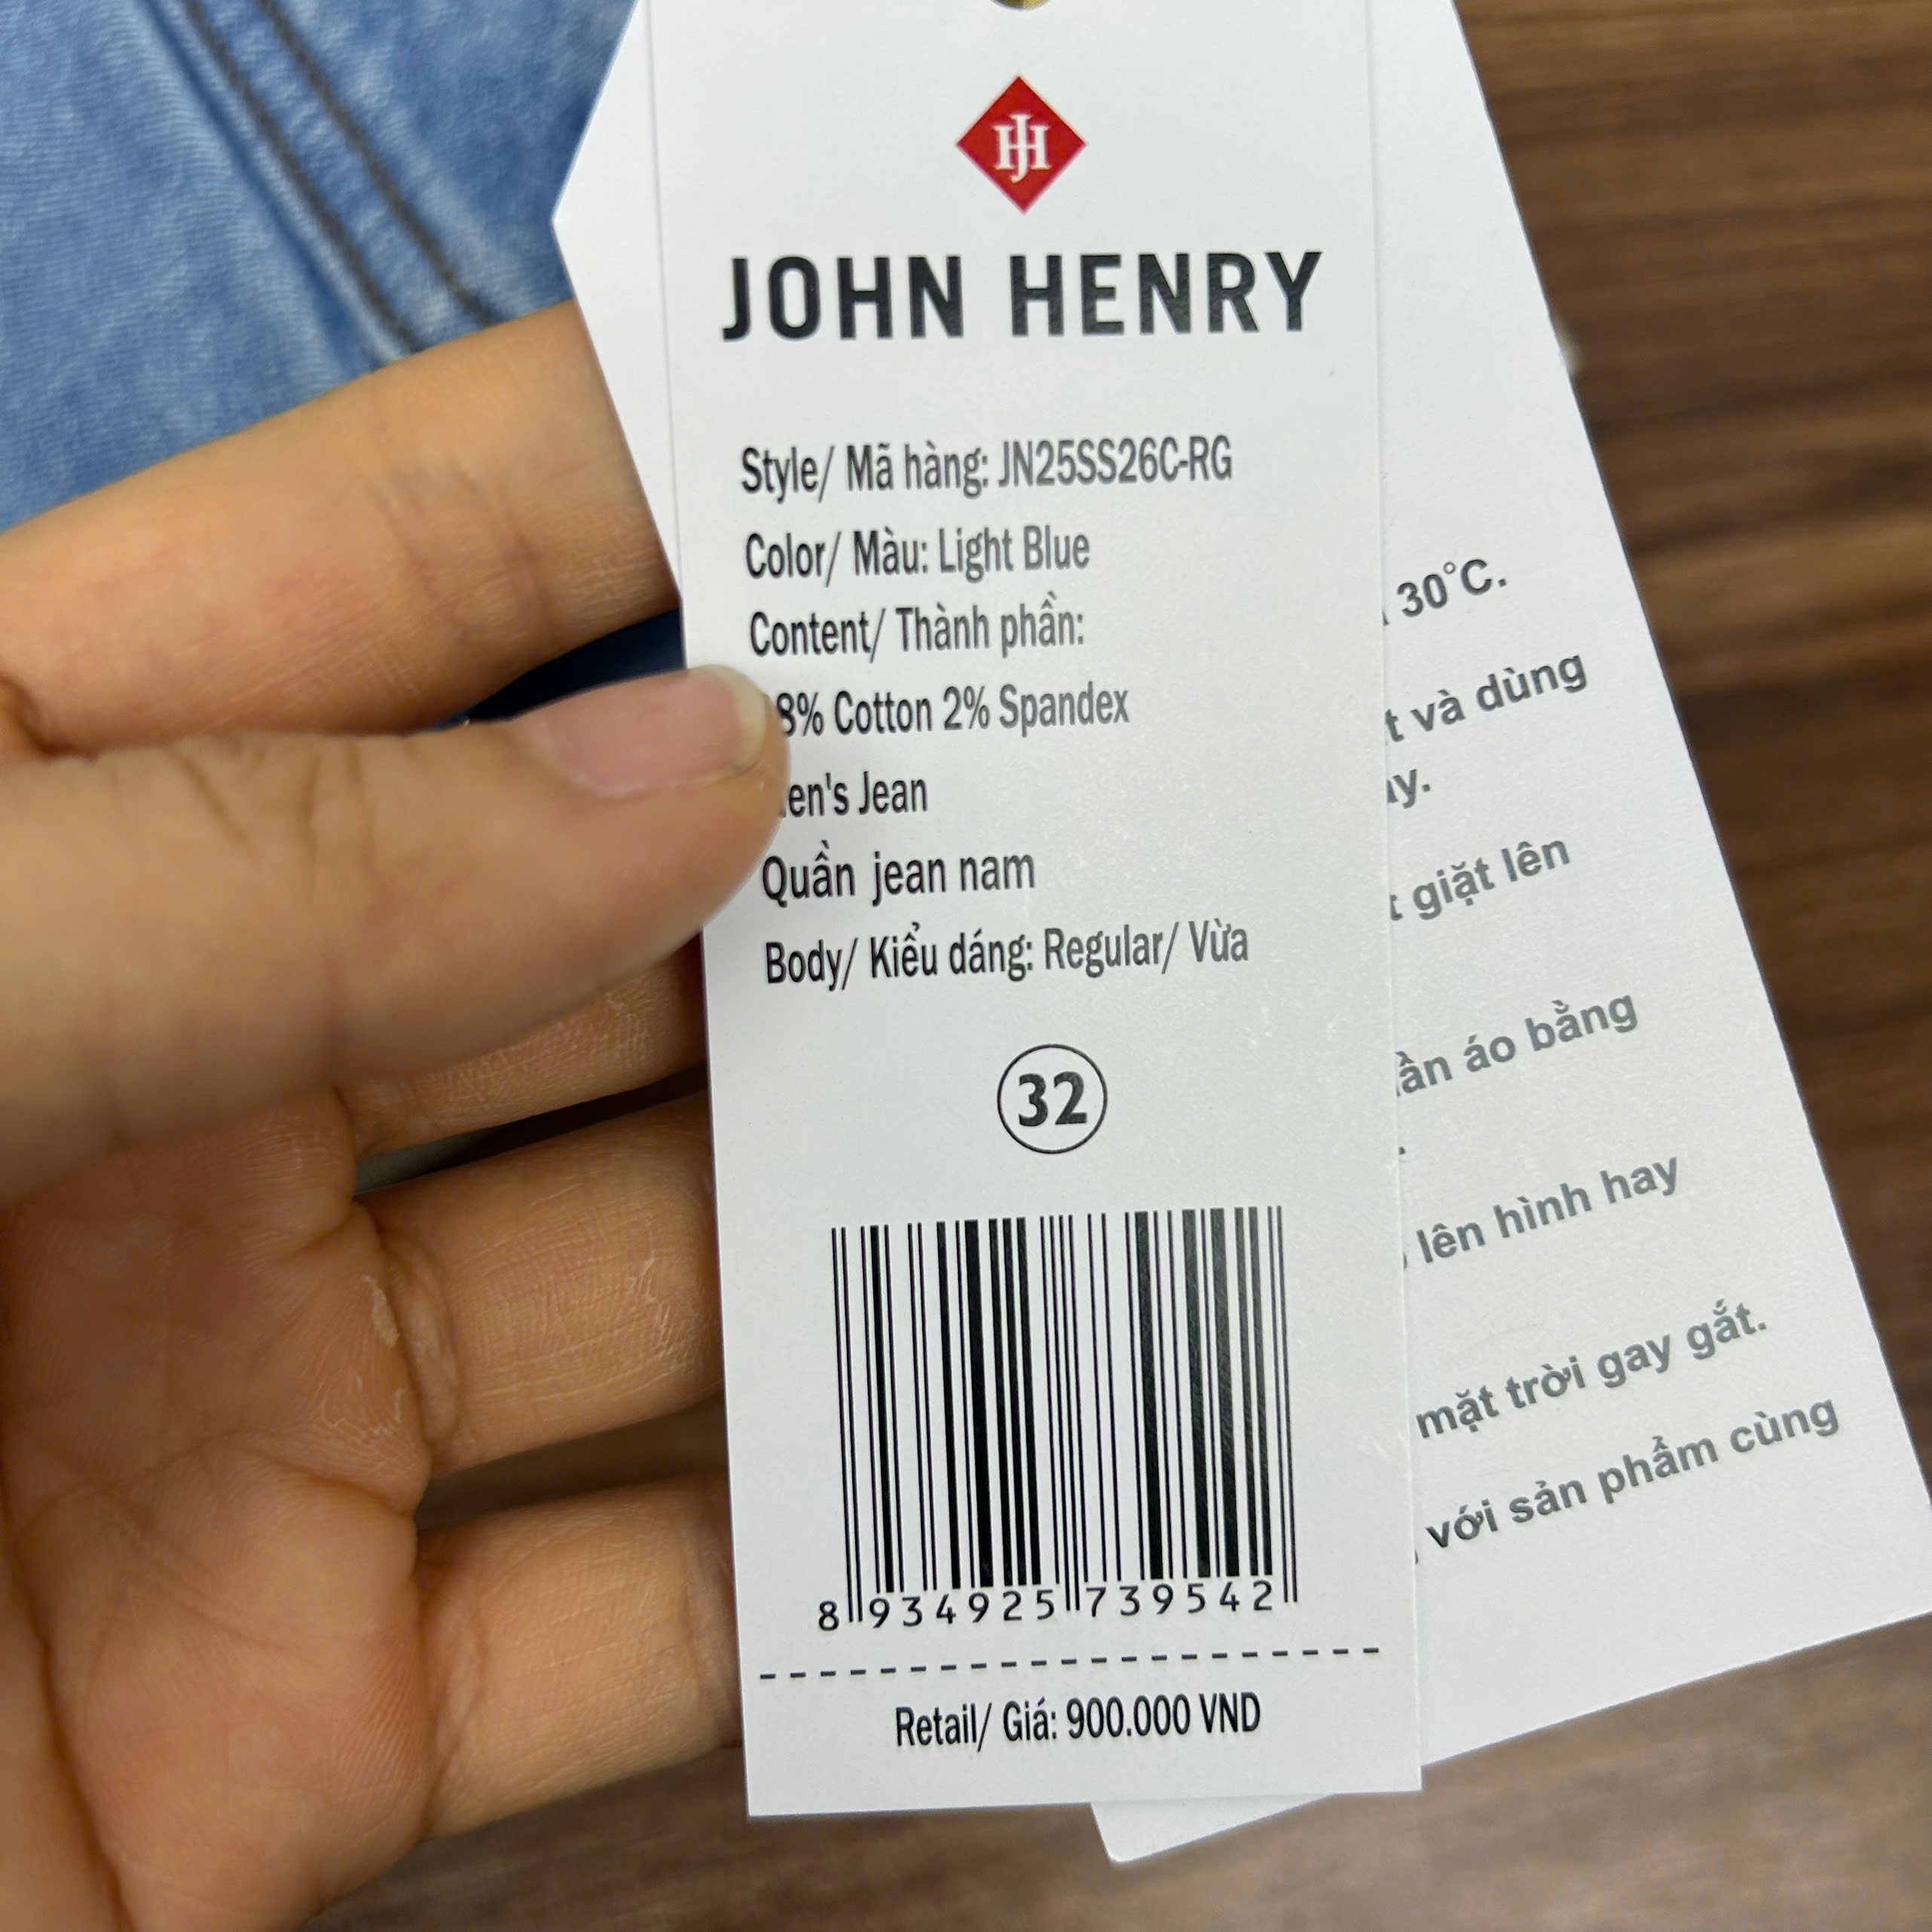 JH
JOHN HENRY
Style/ Mã hàng: JN25SS26C-RG
Color/ Màu: Light Blue
Content/ Thành phần:
8% Cotton 2% Spandex
en's Jean
Quần jean nam
Body/ Kiểu dáng: Regular/ Vừa
32
8 934925 739542
Retail/ Giá: 900.000 VND
30°C.
và dùng
giặt lên
áo bằng
lên hình hay
mặt trời gay gắt.
với sản phẩm cùng